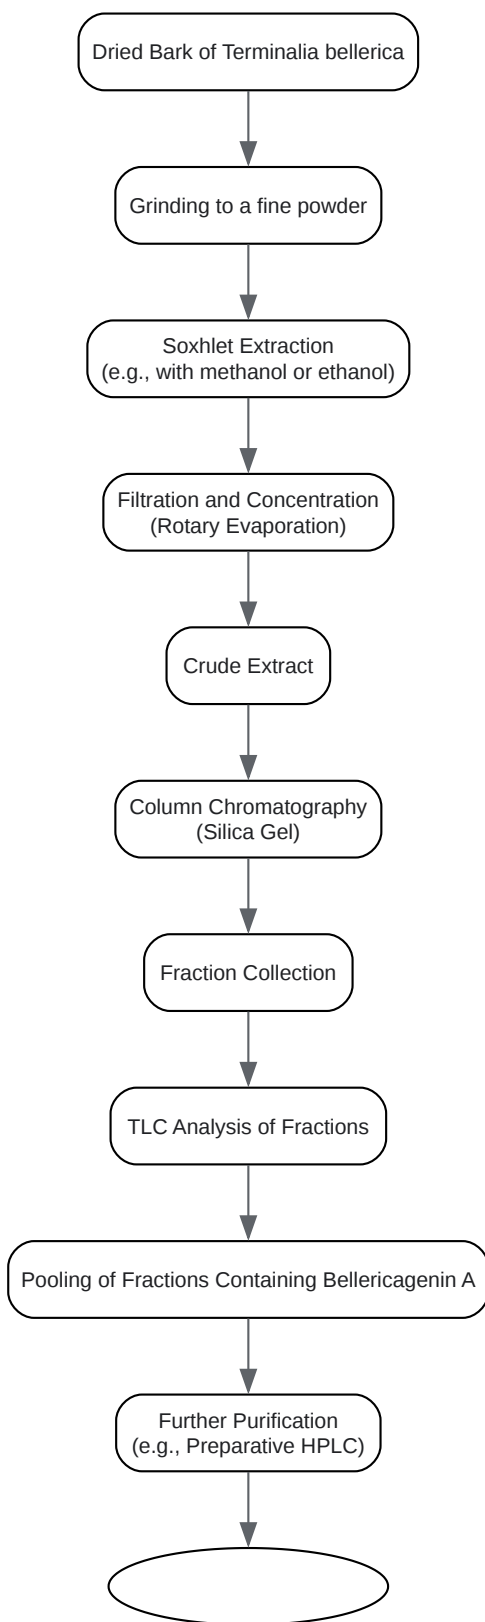 Dried Bark of Terminalia bellerica
Grinding to a fine powder
Soxhlet Extraction
(e.g., with methanol or ethanol)
Filtration and Concentration
(Rotary Evaporation)
Crude Extract
Column Chromatography
(Silica Gel)
Fraction Collection
TLC Analysis of Fractions
Pooling of Fractions Containing Bellericagenin A
Further Purification
(e.g., Preparative HPLC)